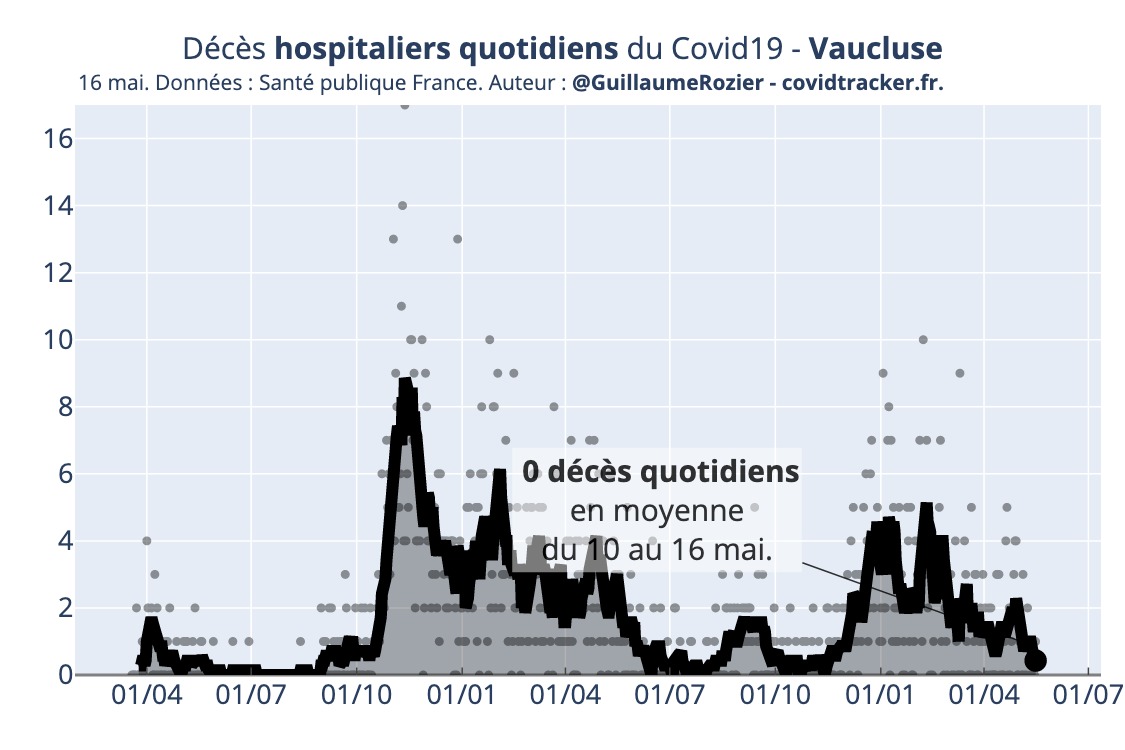 Décès hospitaliers quotidiens du Covid19 - Vaucluse
16 mai. Données : Santé publique France. Auteur : @GuillaumeRozier - covidtracker.fr.
16
14
12
10
8
6
4
2
0
0 décès quotidiens
en moyenne
du 10 au 16 mai.
01/04 01/07 01/10 01/01 01/04 01/07 01/10 01/01 01/04 01/07